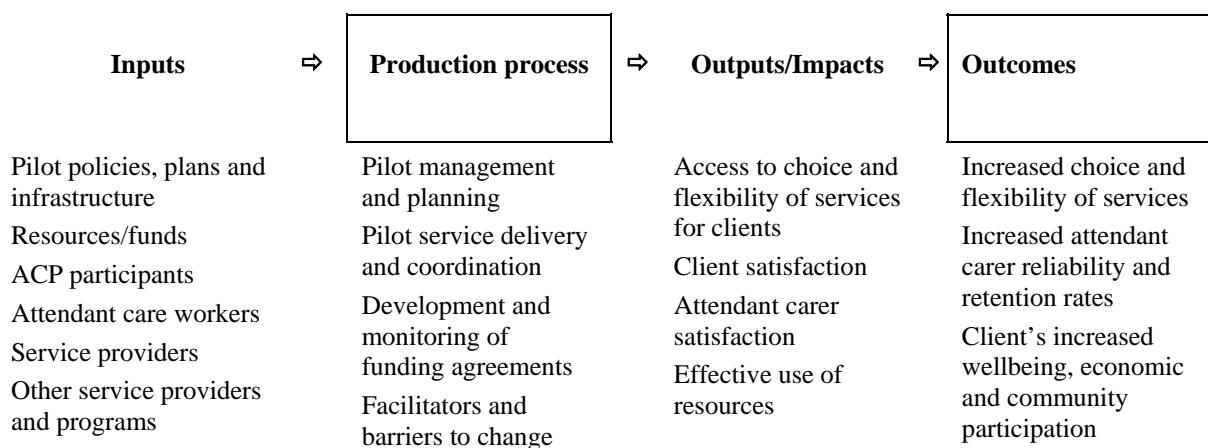 Inputs ⇨ Production process ⇨ Outputs/Impacts ⇨ Outcomes
Pilot policies, plans and
infrastructure
Resources/funds
ACP participants
Attendant care workers
Service providers
Other service providers
and programs
Pilot management
and planning
Pilot service delivery
and coordination
Development and
monitoring of
funding agreements
Facilitators and
barriers to change
Access to choice and
flexibility of services
for clients
Client satisfaction
Attendant carer
satisfaction
Effective use of
resources
Increased choice and
flexibility of services
Increased attendant
carer reliability and
retention rates
Client’s increased
wellbeing, economic
and community
participation